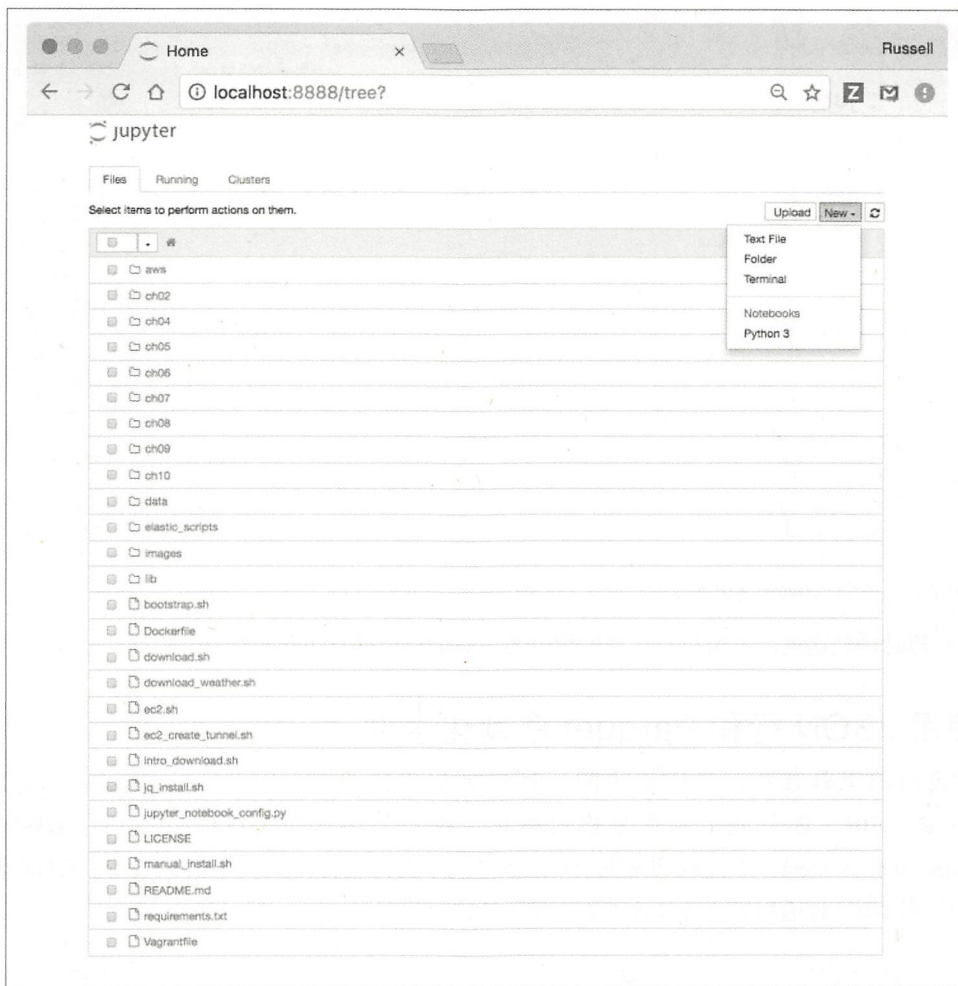 Home
Russell
localhost:8888/tree?
jupyter
Files Running Clusters
Select items to perform actions on them.
Upload New
Text File
Folder
Terminal
Notebooks
Python 3
aws
ch02
ch04
ch05
ch06
ch07
ch08
ch09
ch10
data
elastic_scripts
images
lib
bootstrap.sh
Dockerfile
download.sh
download_weather.sh
ec2.sh
ec2_create_tunnel.sh
intro_download.sh
jq_install.sh
jupyter_notebook_config.py
LICENSE
manual_install.sh
README.md
requirements.txt
Vagrantfile